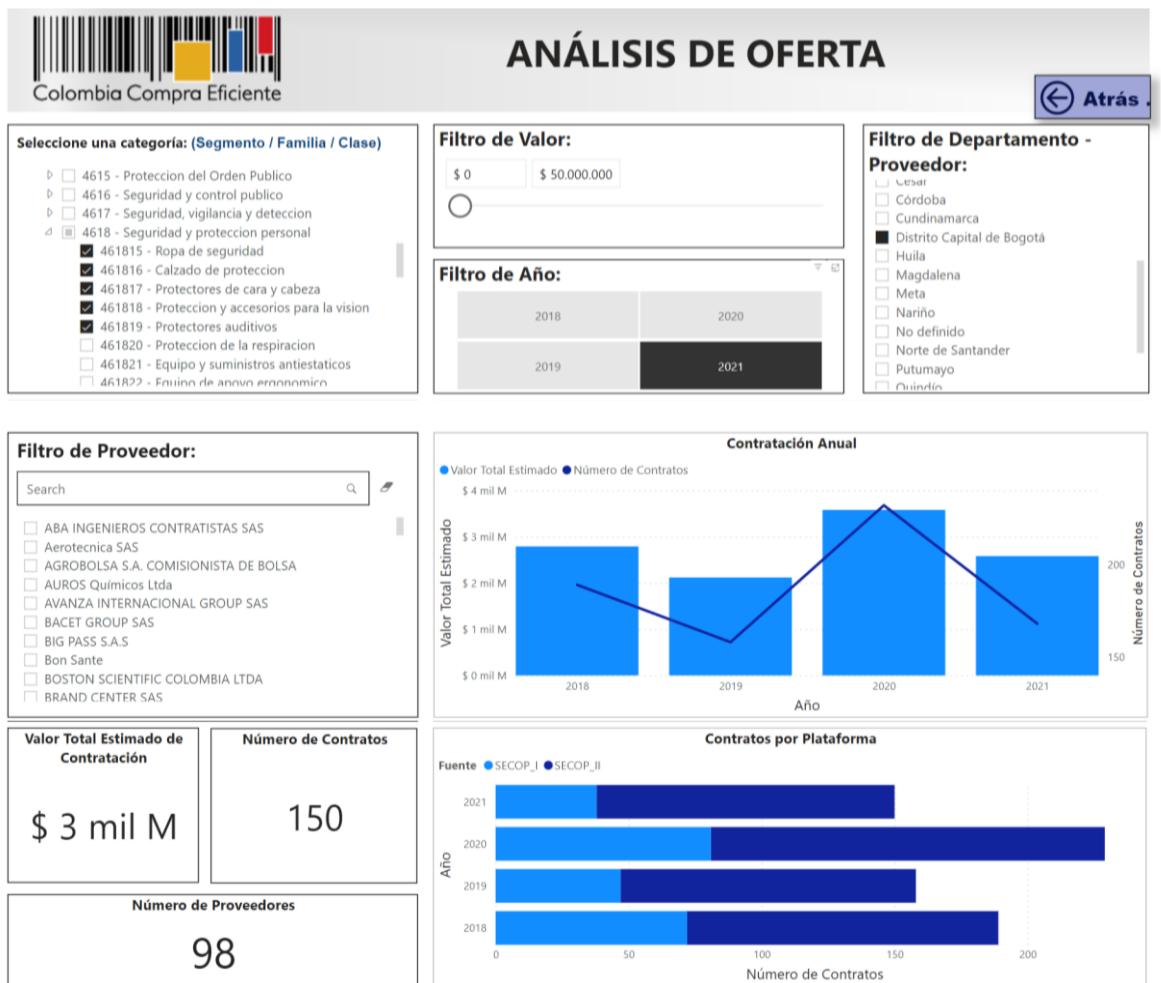 Colombia Compra Eficiente
ANÁLISIS DE OFERTA
Atrás .
Seleccione una categoría: (Segmento / Familia / Clase)
4615 - Proteccion del Orden Publico
4616 - Seguridad y control publico
4617 - Seguridad, vigilancia y deteccion
4618 - Seguridad y proteccion personal
461815 - Ropa de seguridad
461816 - Calzado de proteccion
461817 - Protectores de cara y cabeza
461818 - Proteccion y accesorios para la vision
461819 - Protectores auditivos
461820 - Proteccion de la respiracion
461821 - Equipo y suministros antiestaticos
461822 - Equipo de apoyo ergonomico
Filtro de Valor:
$ 0
$ 50.000.000
Filtro de Año:
2018
2020
2019
2021
Filtro de Departamento -
Proveedor:
Cesar
Córdoba
Cundinamarca
Distrito Capital de Bogotá
Huila
Magdalena
Meta
Nariño
No definido
Norte de Santander
Putumayo
Quindío
Filtro de Proveedor:
Search
ABA INGENIEROS CONTRATISTAS SAS
Aerotecnica SAS
AGROBOLSA S.A. COMISIONISTA DE BOLSA
AUROS Químicos Ltda
AVANZA INTERNACIONAL GROUP SAS
BACET GROUP SAS
BIG PASS S.A.S
Bon Sante
BOSTON SCIENTIFIC COLOMBIA LTDA
BRAND CENTER SAS
Contratación Anual
Valor Total Estimado
Número de Contratos
$ 4 mil M
$ 3 mil M
$ 2 mil M
$ 1 mil M
$ 0 mil M
Valor Total Estimado
200
150
Número de Contratos
2018
2019
2020
2021
Año
Valor Total Estimado de
Contratación
$ 3 mil M
Número de Contratos
150
Número de Proveedores
98
Contratos por Plataforma
Fuente
SECOP_I
SECOP_II
2021
2020
2019
2018
Año
0
50
100
150
200
Número de Contratos